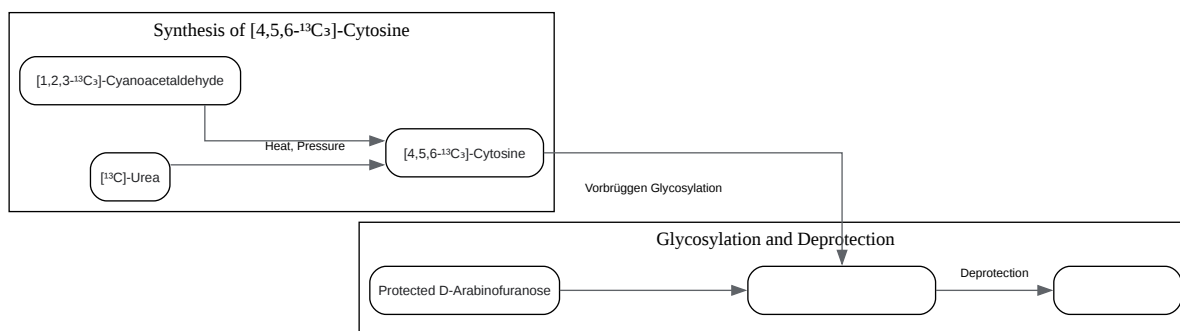 Synthesis of [4,5,6-¹³C₃]-Cytosine
[1,2,3-¹³C₃]-Cyanoacetaldehyde
Heat, Pressure
[4,5,6-¹³C₃]-Cytosine
[¹³C]-Urea
Vorbrüggen Glycosylation
Glycosylation and Deprotection
Protected D-Arabinofuranose
Deprotection